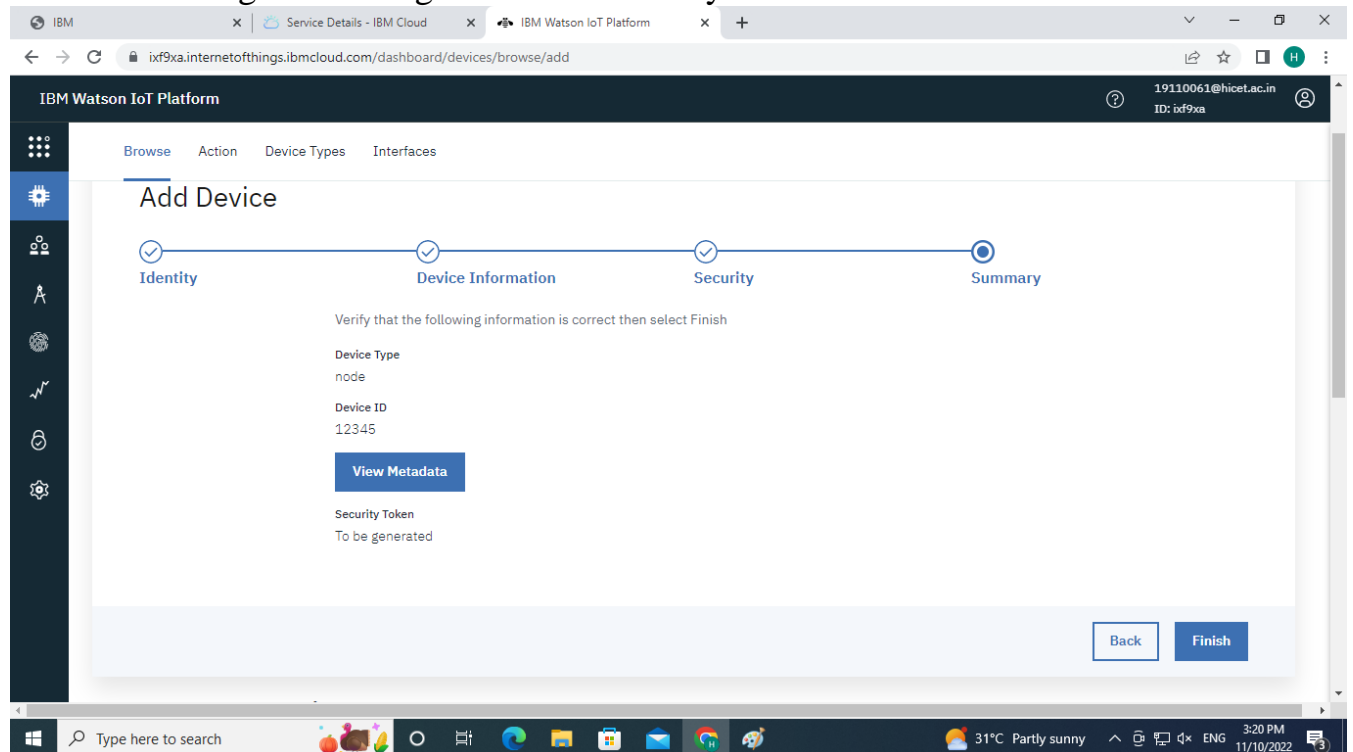 IBM
Service Details - IBM Cloud
IBM Watson IoT Platform
ixf9xa.internetofthings.ibmcloud.com/dashboard/devices/browse/add
H
IBM Watson IoT Platform
19110061@hicet.ac.in
ID: ixf9xa
Browse Action Device Types Interfaces
Add Device
Identity Device Information Security Summary
Verify that the following information is correct then select Finish
Device Type
node
Device ID
12345
View Metadata
Security Token
To be generated
Back Finish
Type here to search
31°C Partly sunny
ENG
3:20 PM
11/10/2022
3